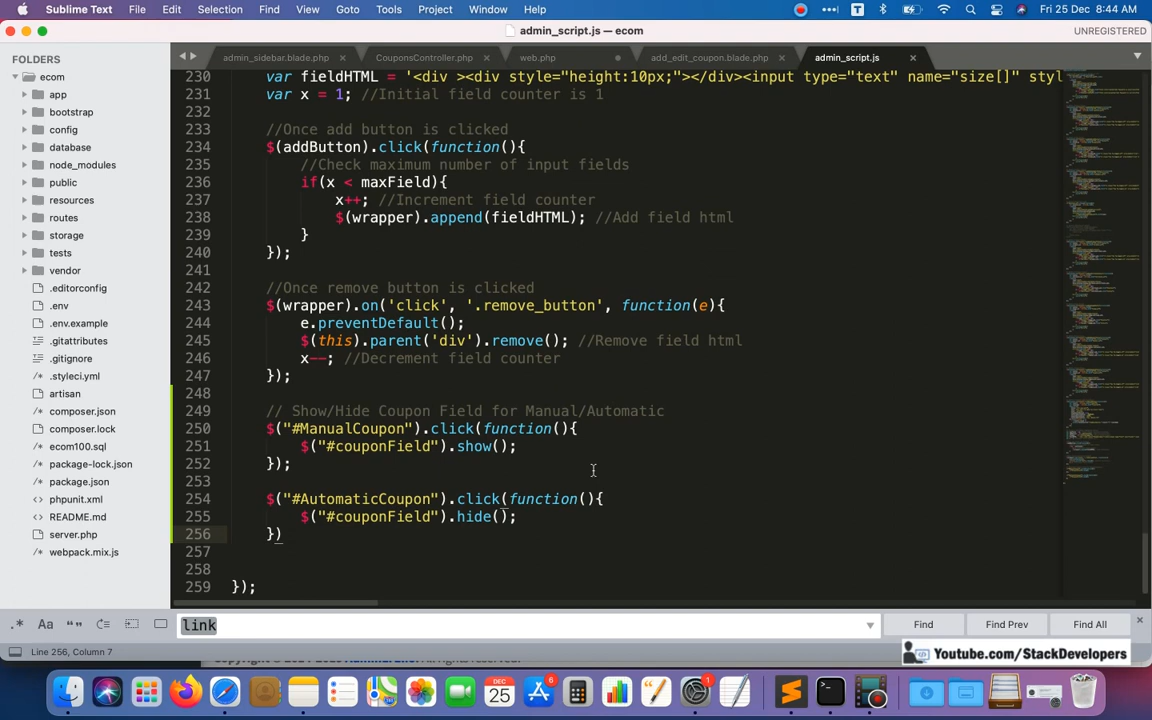 Sublime Text File Edit Selection Find View Goto Tools Project Window Help Fri 25 Dec 8:44 AM
admin_script.js — ecom UNREGISTERED
FOLDERS
ecom
app
bootstrap
config
database
node_modules
public
resources
routes
storage
tests
vendor
.editorconfig
.env
.env.example
.gitattributes
.gitignore
.styleci.yml
artisan
composer.json
composer.lock
ecom100.sql
package-lock.json
package.json
phpunit.xml
README.md
server.php
webpack.mix.js
admin_sidebar.blade.php CouponsController.php web.php add_edit_coupon.blade.php admin_script.js
230 var fieldHTML = '<div ><div style="height:10px;"></div><input type="text" name="size[]" styl
231 var x = 1; //Initial field counter is 1
232
233 //Once add button is clicked
234 $(addButton).click(function(){
235 //Check maximum number of input fields
236 if(x < maxField){
237 x++; //Increment field counter
238 $(wrapper).append(fieldHTML); //Add field html
239 }
240 });
241
242 //Once remove button is clicked
243 $(wrapper).on('click', '.remove_button', function(e){
244 e.preventDefault();
245 $(this).parent('div').remove(); //Remove field html
246 x--; //Decrement field counter
247 });
248
249 // Show/Hide Coupon Field for Manual/Automatic
250 $("#ManualCoupon").click(function(){
251 $("#couponField").show();
252 });
253
254 $("#AutomaticCoupon").click(function(){
255 $("#couponField").hide();
256 })
257
258
259 });
.* Aa link Find Find Prev Find All
Line 256, Column 7
Youtube.com/StackDevelopers
DEC
25
6
1